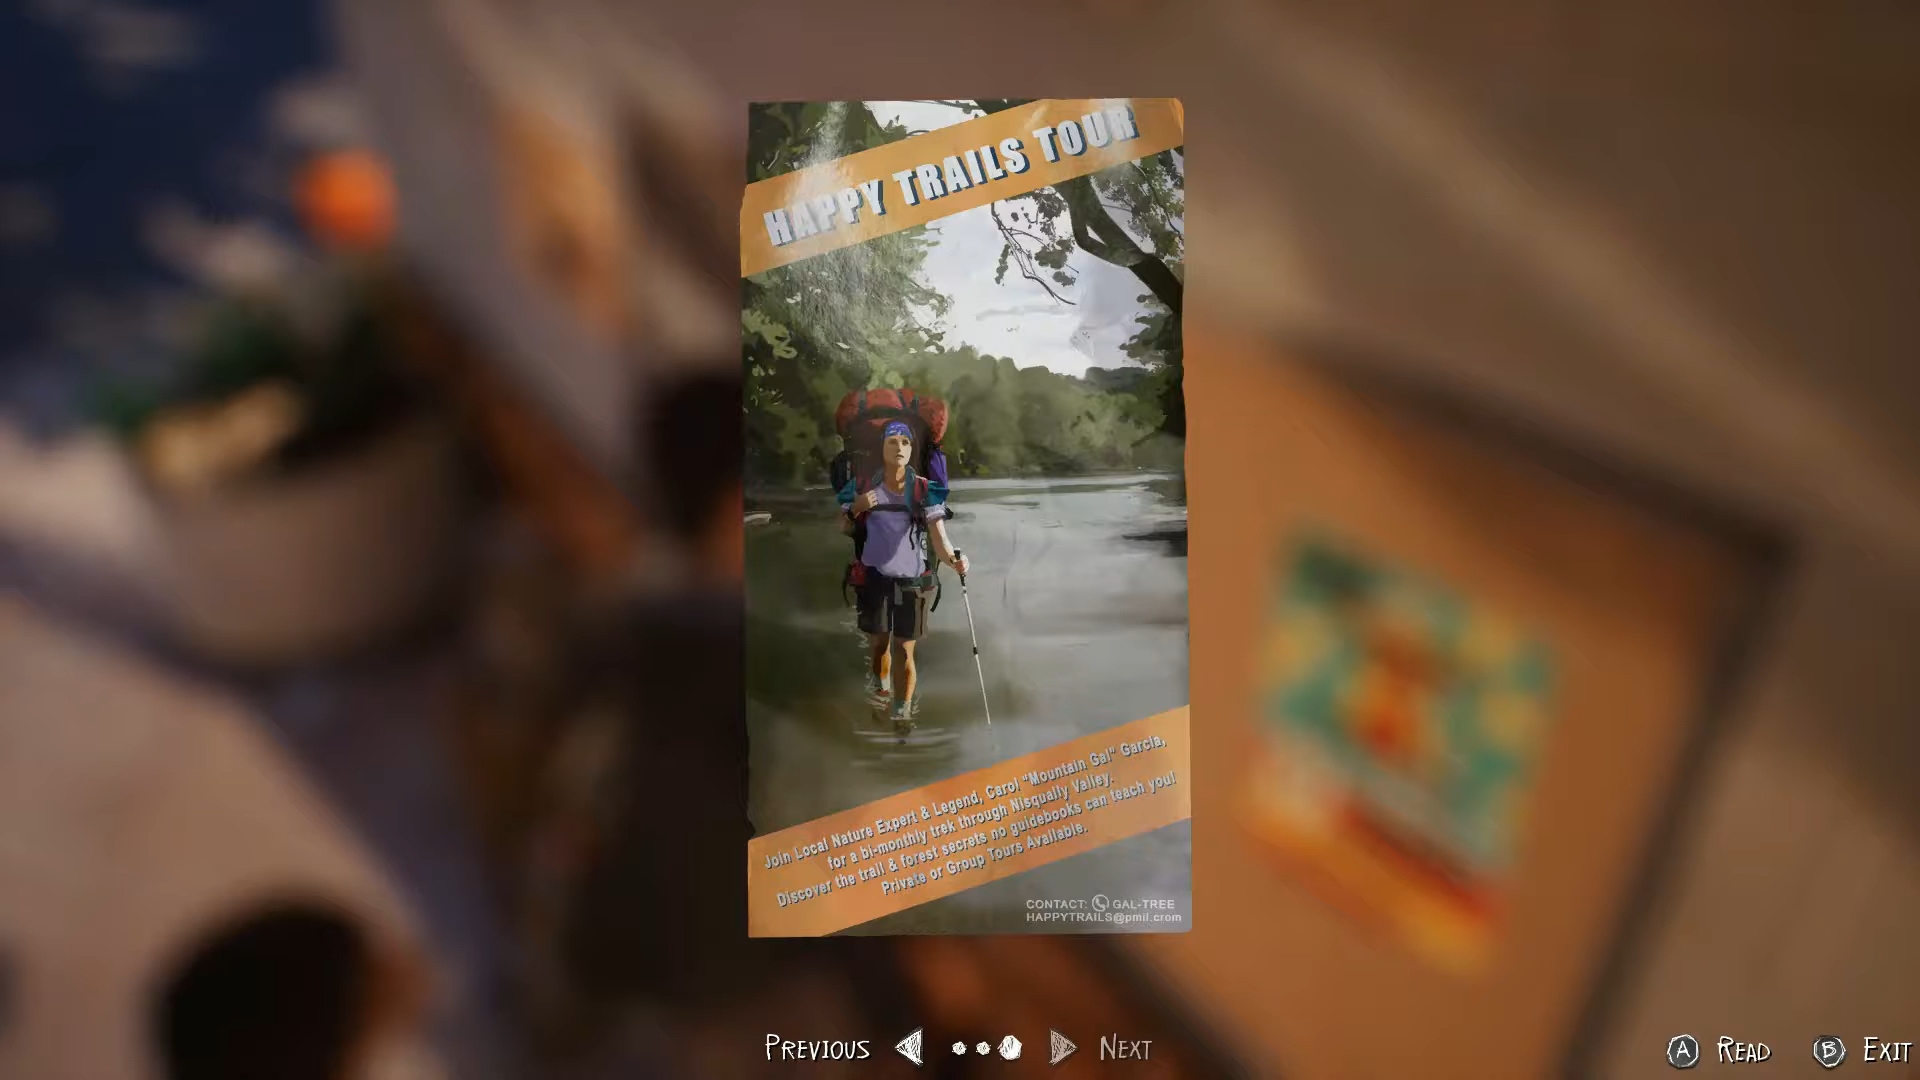 HAPPY TRAILS TOUR
Join Local Nature Expert & Legend, Carol "Mountain Gal" Garcia,
for a bi-monthly trek through Nisqually Valley.
Discover the trail & forest secrets no guidebooks can teach you!
Private or Group Tours Available.
CONTACT: GAL-TREE
HAPPYTRAILS@pmil.crom
PREVIOUS NEXT
A READ B EXIT